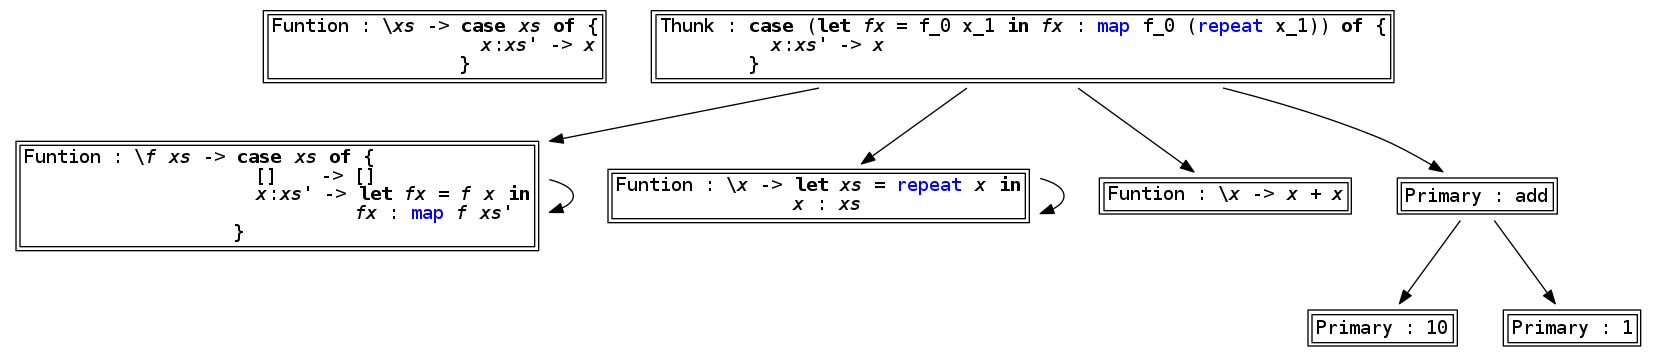 Funtion : \xs -> case xs of {
x:xs' -> x
}
Thunk : case (let fx = f_0 x_1 in fx : map f_0 (repeat x_1)) of {
x:xs' -> x
}
Funtion : \f xs -> case xs of {
[]    -> []
x:xs' -> let fx = f x in
fx : map f xs'
}
Funtion : \x -> let xs = repeat x in
x : xs
Funtion : \x -> x + x
Primary : add
Primary : 10
Primary : 1